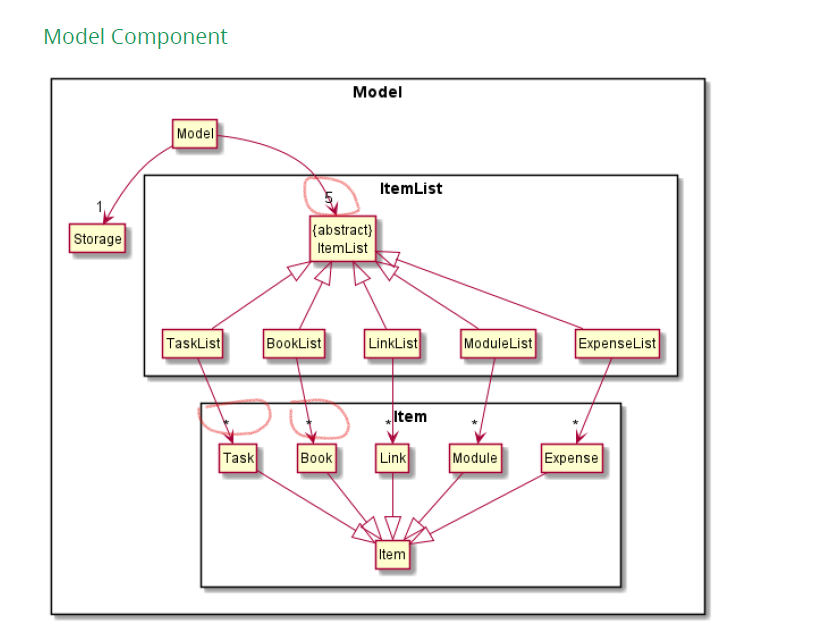 Model Component
Model
Model
1
5
Storage
ItemList
{abstract}
ItemList
TaskList
BookList
LinkList
ModuleList
ExpenseList
* * * * *
Item
Task
Book
Link
Module
Expense
Item